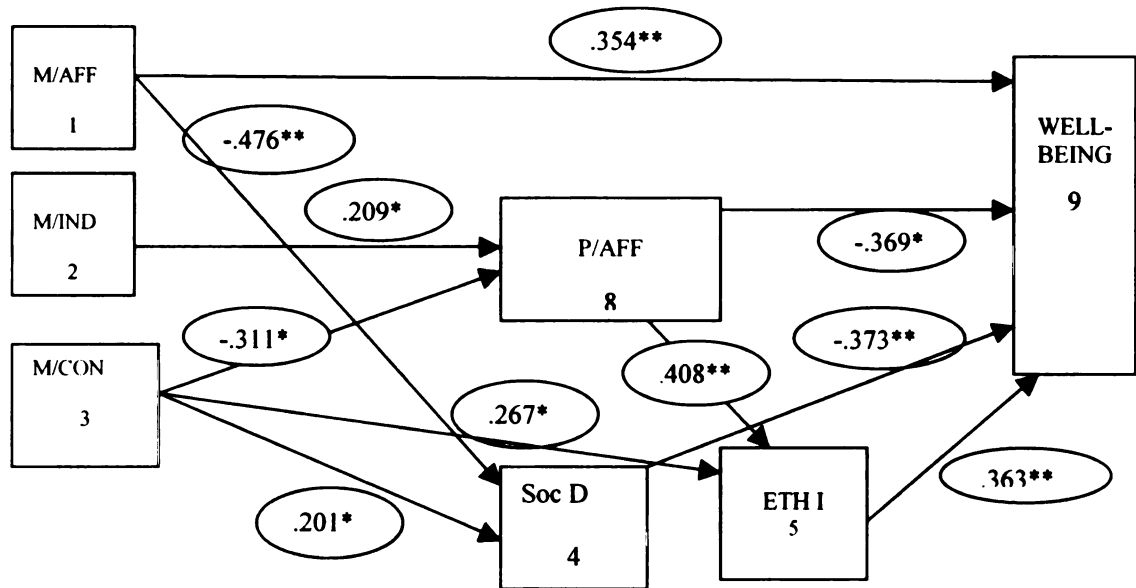 .354**
M/AFF
1
-.476**
WELL-
BEING
9
M/IND
2
.209*
P/AFF
8
-.369*
-.311*
-.373**
M/CON
3
.408**
.267*
Soc D
4
ETH I
5
.363**
.201*